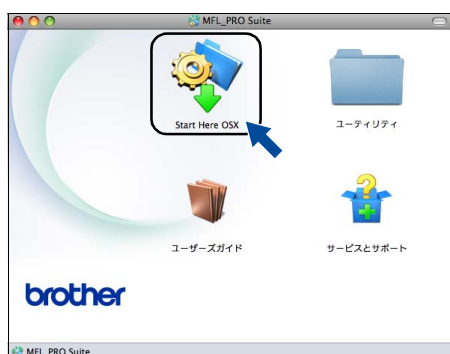 MFL_PRO Suite
Start Here OSX
ユーティリティ
ユーザーズガイド
サービスとサポート
brother
MFL_PRO Suite